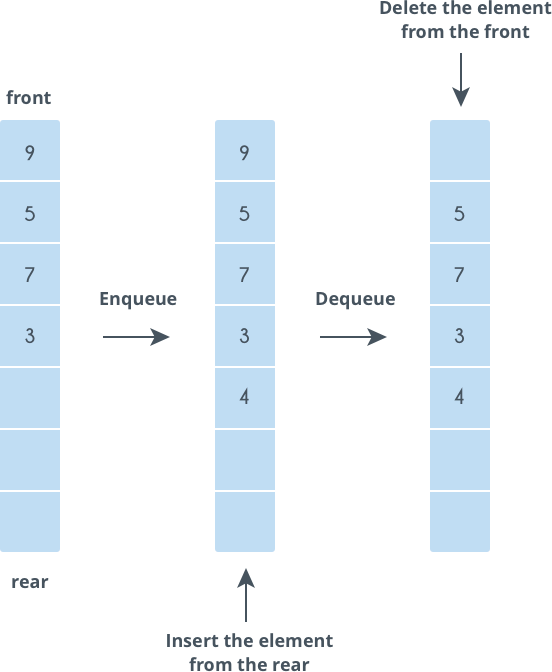 Delete the element
from the front
front
9
5
7
3
rear
Enqueue
9
5
7
3
4
Insert the element
from the rear
Dequeue
5
7
3
4